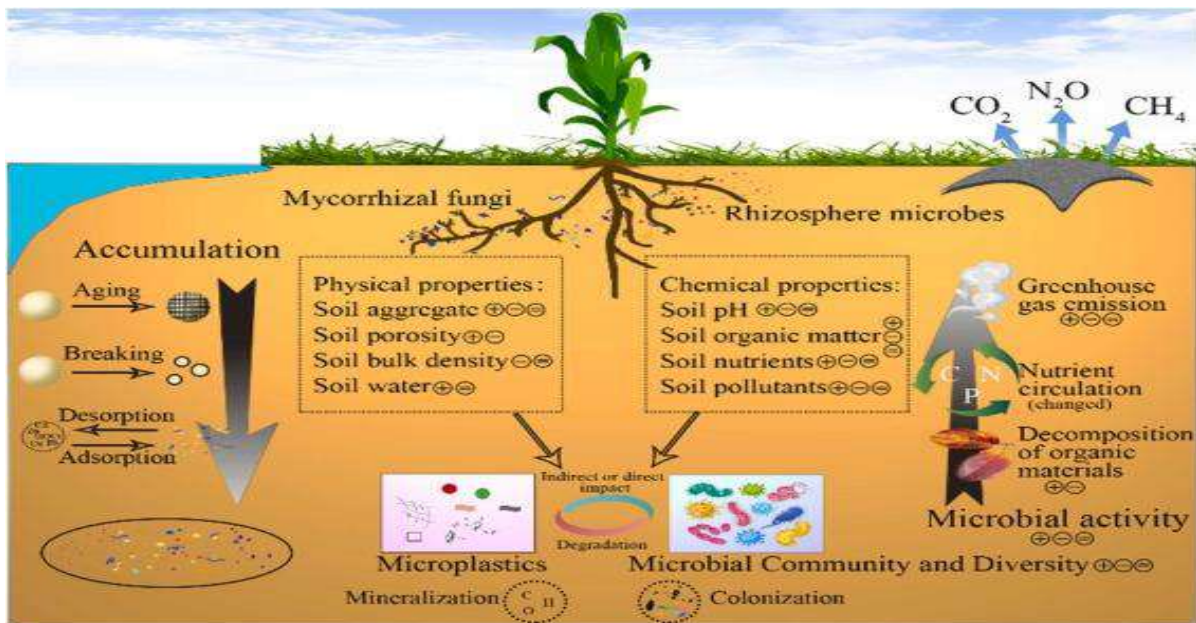 CO₂
N₂O
CH₄
Mycorrhizal fungi
Rhizosphere microbes
Accumulation
Aging
Breaking
Desorption
Adsorption
Physical properties:
Soil aggregate ⊕⊖⊜
Soil porosity ⊕⊖
Soil bulk density ⊖⊜
Soil water ⊕⊜
Chemical properties:
Soil pH ⊕⊖⊜
Soil organic matter ⊕⊖⊜
Soil nutrients ⊕⊖⊜
Soil pollutants ⊕⊖⊜
Greenhouse
gas emission
⊕⊖⊜
C N
P
Nutrient
circulation
(changed)
Decomposition
of organic
materials
⊕⊖
Microbial activity
⊕⊖⊜
Indirect or direct
impact
Degradation
Microplastics
Microbial Community and Diversity ⊕⊖⊜
Mineralization
C H
O
Colonization